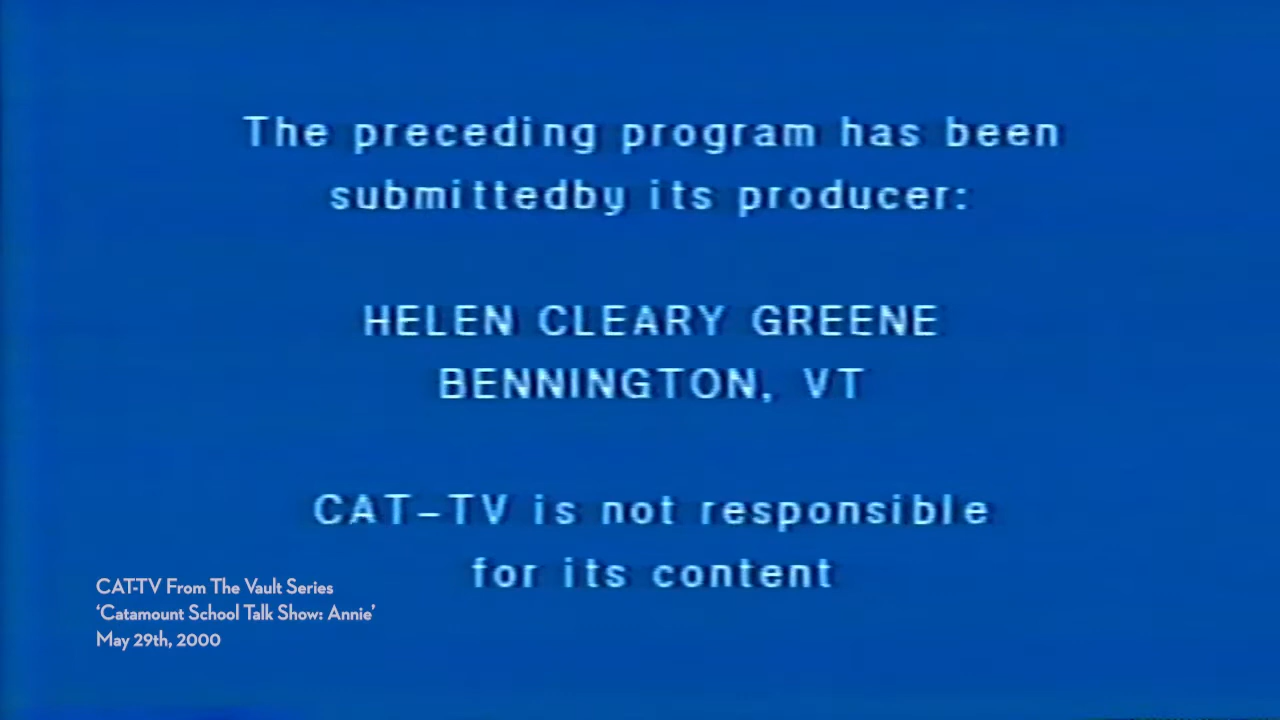 The preceding program has been
submittedby its producer:
HELEN CLEARY GREENE
BENNINGTON, VT
CAT-TV is not responsible
for its content
CAT-TV From The Vault Series
‘Catamount School Talk Show: Annie’
May 29th, 2000